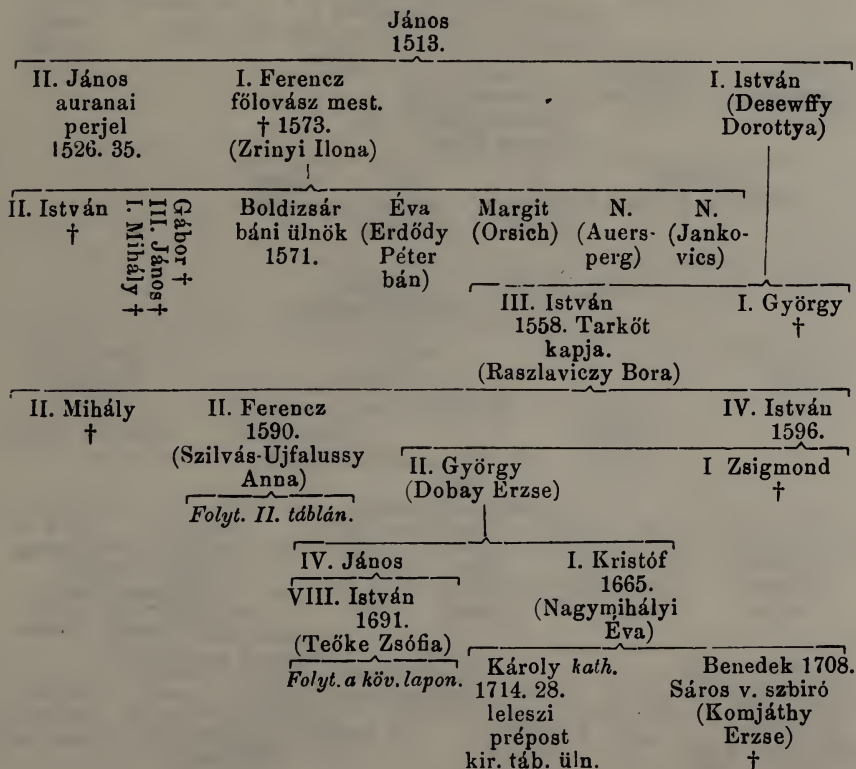 János
1513.
II. János
auranai
perjel
1526. 35.
I. Ferencz
főlovász mest.
† 1573.
(Zrinyi Ilona)
I. István
(Desewffy
Dorottya)
II. István
†
Gábor †
III. János †
I. Mihály †
Boldizsár
báni ülnök
1571.
Éva
(Erdődy
Péter
bán)
Margit
(Orsich)
N.
(Auers-
perg)
N.
(Janko-
vics)
III. István
1558. Tarkőt
kapja.
(Raszlaviczy Bora)
I. György
†
II. Mihály
†
II. Ferencz
1590.
(Szilvás-Ujfalussy
Anna)
Folyt. II. táblán.
IV. István
1596.
II. György
(Dobay Erzse)
I Zsigmond
†
IV. János
VIII. István
1691.
(Teőke Zsófia)
Folyt. a köv. lapon.
I. Kristóf
1665.
(Nagymihályi
Éva)
Károly kath.
1714. 28.
leleszi
prépost
kir. táb. üln.
Benedek 1708.
Sáros v. szbiró
(Komjáthy
Erzse)
†